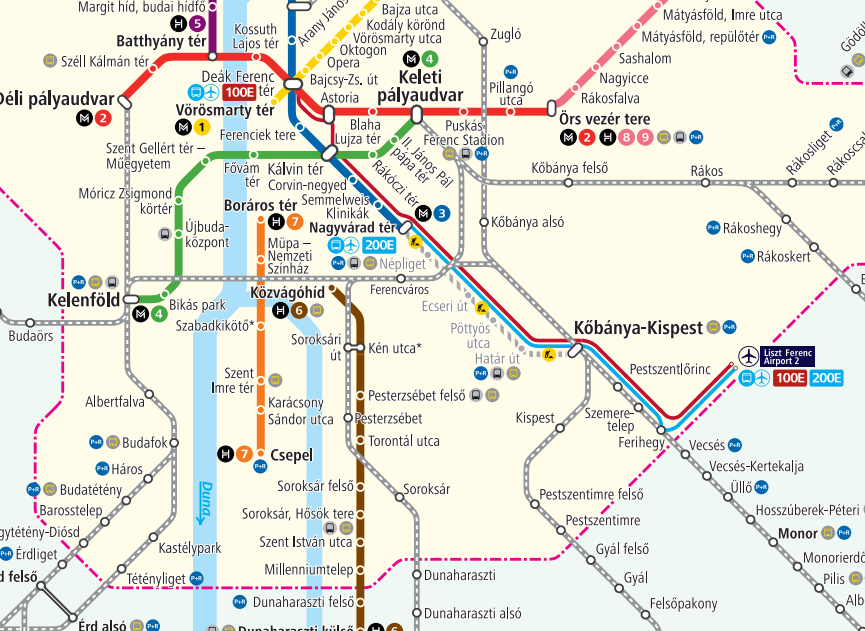 Margit híd, budai hídfő
H 5
Batthyány tér
Széll Kálmán tér
Déli pályaudvar
M 2
Kossuth
Lajos tér
Arany János
Bajza utca
Kodály körönd
Vörösmarty utca
Oktogon
Opera
Bajcsy-Zs. út
Deák Ferenc
tér
100E
Vörösmarty tér
M 1
Astoria
M 4
Keleti
pályaudvar
Zugló
P+R
Pillangó
utca
Mátyásföld, Imre utca
Mátyásföld, repülőtér P+R
Sashalom
Nagyicce
Rákosfalva
Örs vezér tere
M 2 H 8 9 P+R
Blaha
Lujza tér
Puskás
Ferenc Stadion
P+R
II. János Pál
pápa tér
Rákóczi tér
Ferenciek tere
Szent Gellért tér –
Műegyetem
Fővám
tér
Kálvin tér
Corvin-negyed
Semmelweis
Klinikák
Nagyvárad tér
M 3
200E
P+R
Népliget
Móricz Zsigmond
körtér
Újbuda-
központ
Boráros tér
H 7
Müpa –
Nemzeti
Színház
Közvágóhíd
H 6
Kelenföld
P+R
M 4
Bikás park
Szabadkikötő*
Budaörs
Ferencváros
Kőbánya felső
Rákos
Rákosliget P+R
Rákoscsa
P+R Rákoshegy
P+R Rákoskert
Gödöl
Kőbánya alsó
Ecseri út
Pöttyös
utca
Határ út
P+R
Kőbánya-Kispest P+R
Liszt Ferenc
Airport 2
100E 200E
Pestszentlőrinc
Szemere-
telep
Ferihegy
Kispest
Soroksári
út
Kén utca*
Szent
Imre tér
Karácsony
Sándor utca
H 7 Csepel
P+R
Pesterzsébet felső
Pesterzsébet
Torontál utca
Albertfalva
P+R Budafok
P+R Háros
P+R Budatétény
Barosstelep
gytétény-Diósd
P+R Érdliget
d felső
Érd alsó P+R
Kastélypark
Tétényliget P+R
Duna
Soroksár felső
Soroksár
Soroksár, Hősök tere
Szent István utca
Millenniumtelep
P+R Dunaharaszti felső
Dunaharaszti külső
H 6
Dunaharaszti
Dunaharaszti alsó
Pestszentimre felső
Pestszentimre
Gyál felső
Gyál
Felsőpakony
Vecsés P+R
Vecsés-Kertekalja
Üllő P+R
Hosszúberek-Péteri
Monor P+R
Monorierdő
Pilis
Alb